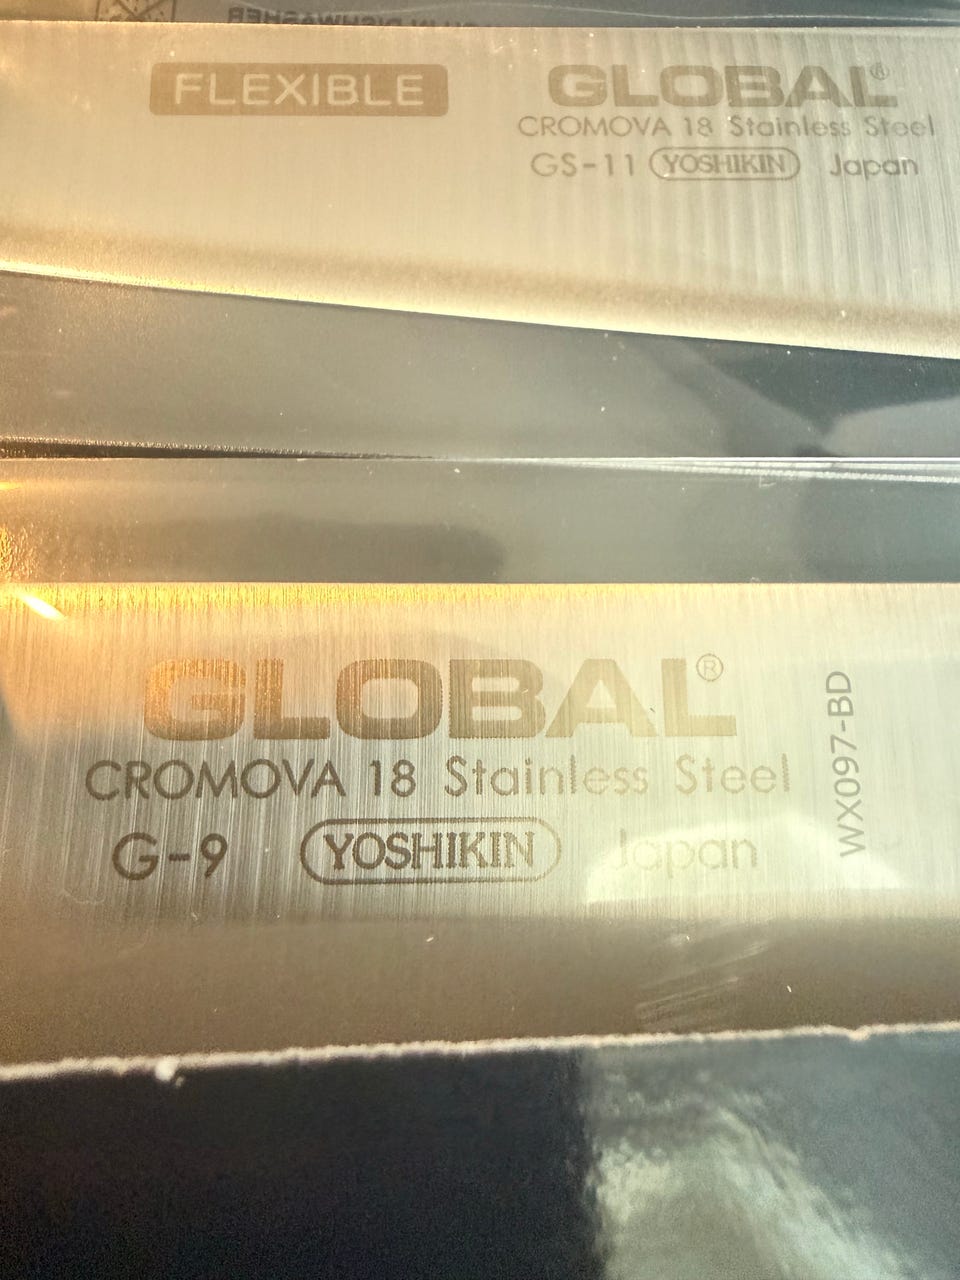 DISHWASHER
FLEXIBLE
GLOBAL®
CROMOVA 18 Stainless Steel
GS-11 YOSHIKIN Japan
GLOBAL®
CROMOVA 18 Stainless Steel
G-9 YOSHIKIN Japan
WX097-BD